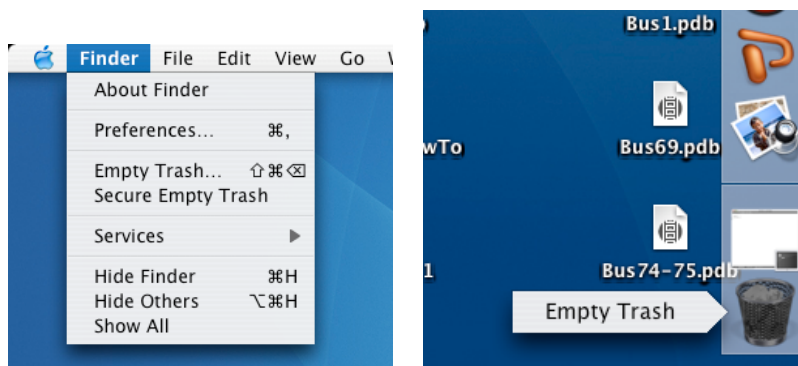 Finder File Edit View Go
About Finder
Preferences... ⌘,
Empty Trash... ⇧⌘⌫
Secure Empty Trash
Services ▶
Hide Finder ⌘H
Hide Others ⌥⌘H
Show All
Bus1.pdb
wTo
Bus69.pdb
1
Bus74-75.pdb
Empty Trash